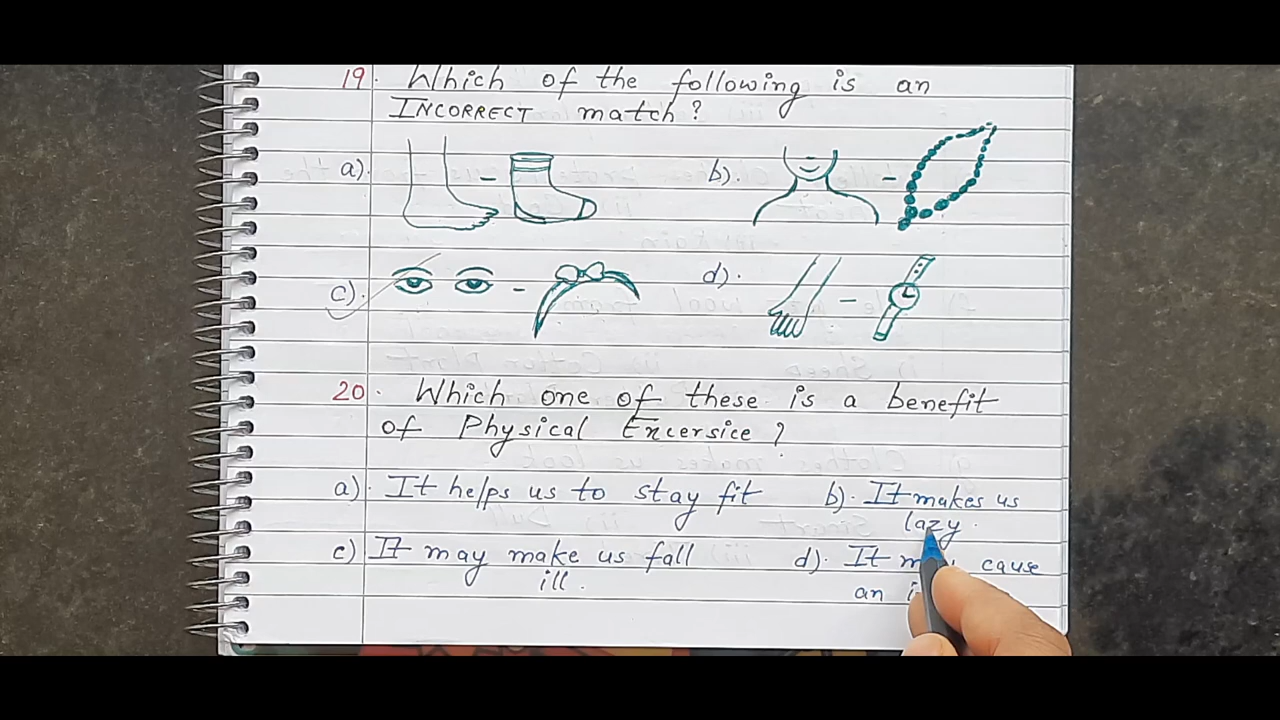 19. Which of the following is an
INCORRECT match?
a). -
b). -
c). -
d). -
20. Which one of these is a benefit
of Physical Excersice?
a). It helps us to stay fit
b). It makes us
lazy.
c) It may make us fall
ill.
d). It cause
an